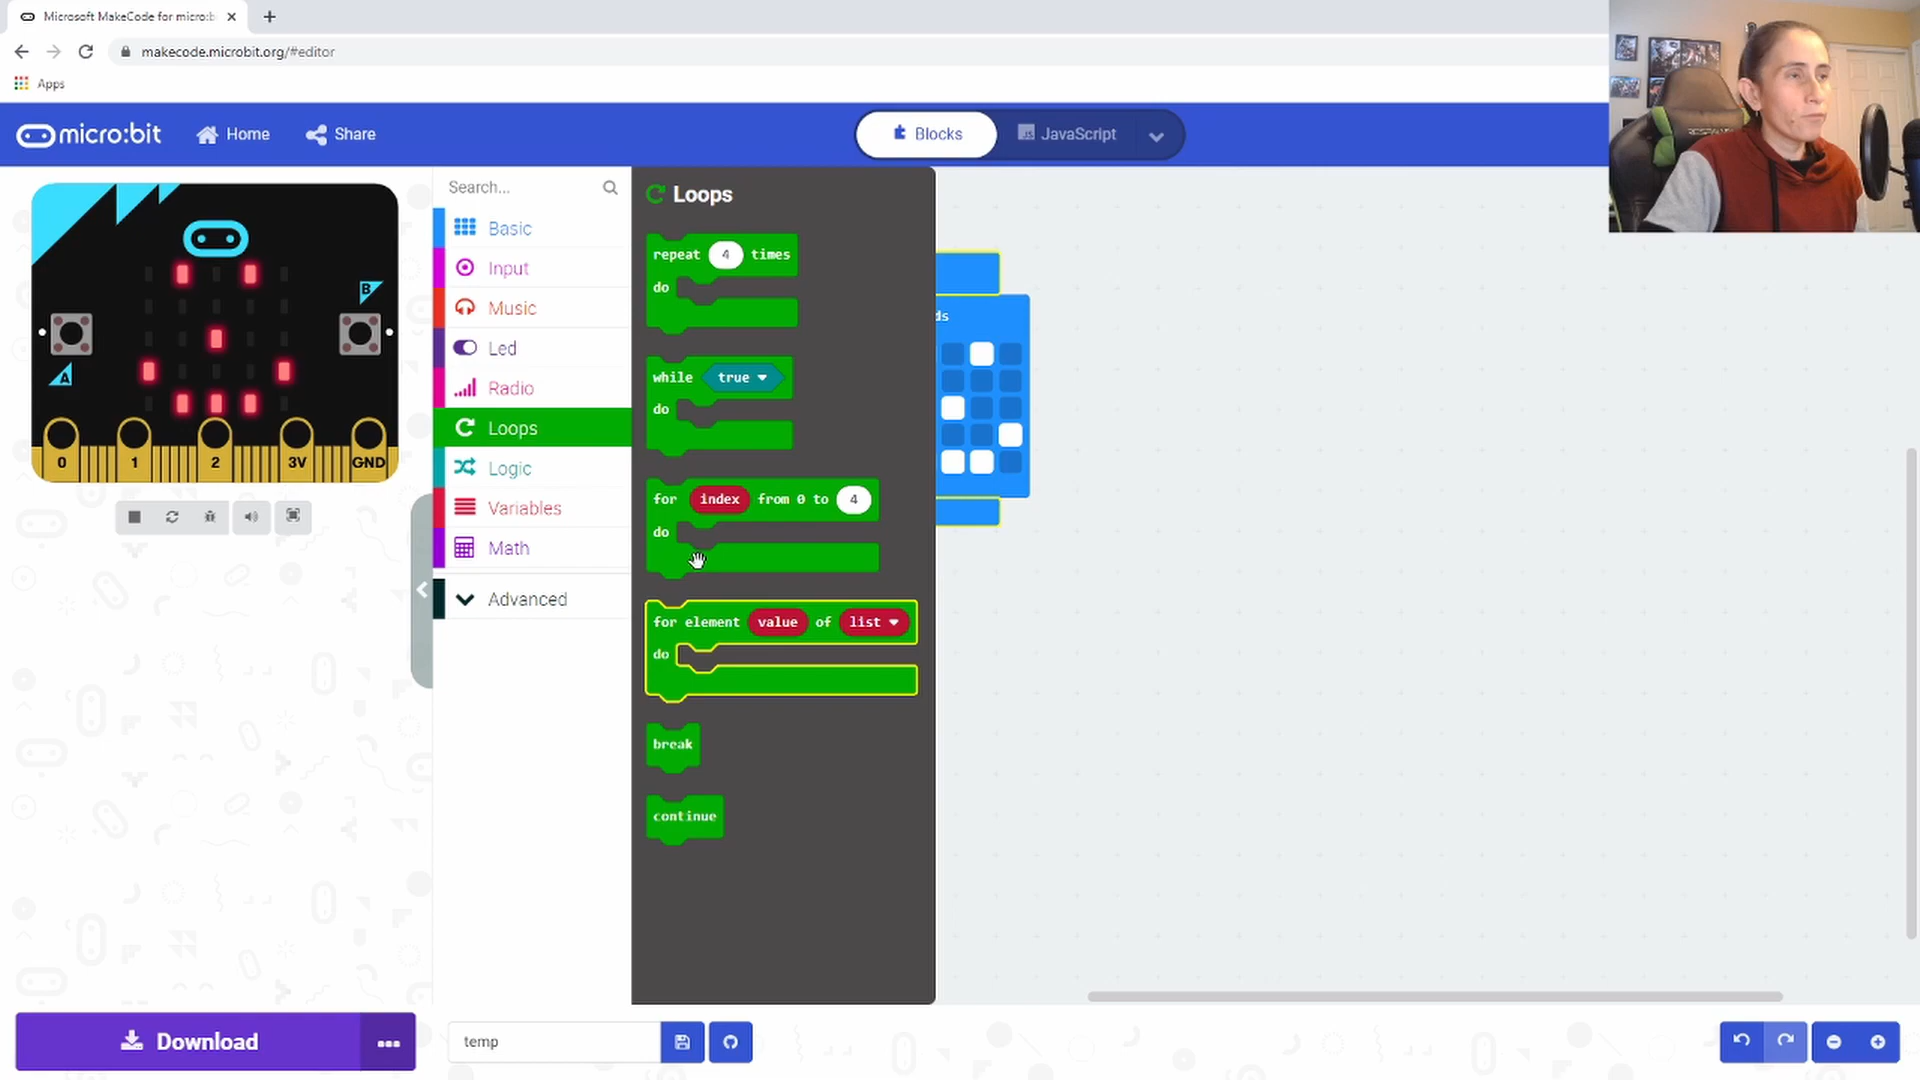 Microsoft MakeCode for micro:b
makecode.microbit.org/#editor
Apps
micro:bit
Home
Share
Blocks
JavaScript
B
A
0
1
2
3V
GND
Search...
Basic
Input
Music
Led
Radio
Loops
Logic
Variables
Math
Advanced
Loops
repeat 4 times
do
while true
do
for index from 0 to 4
do
for element value of list
do
break
continue
ds
Download
temp